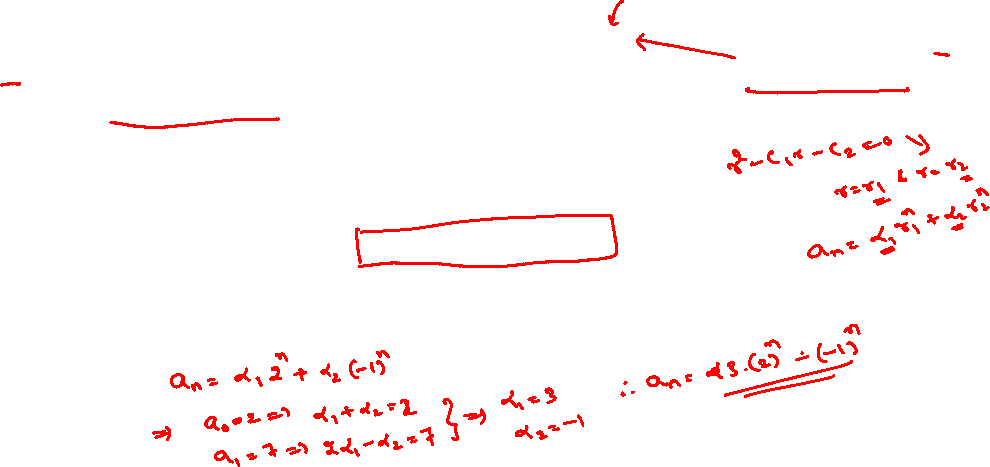 r² - c₁r - c₂ = 0
r = r₁ & r = r₂
aₙ = α₁r₁ⁿ + α₂r₂ⁿ
aₙ = α₁2ⁿ + α₂(-1)ⁿ
⇒ a₀ = 2 ⇒ α₁ + α₂ = 2
a₁ = 7 ⇒ 2α₁ - α₂ = 7 } ⇒ α₁ = 3
α₂ = -1
∴ aₙ = 3·(2)ⁿ - (-1)ⁿ